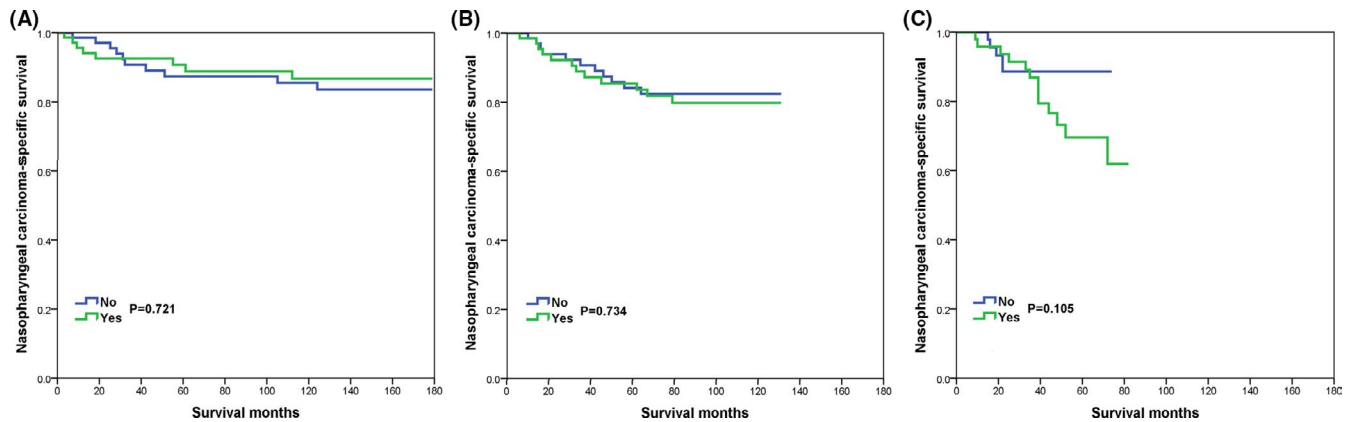 (A)
Nasopharyngeal carcinoma-specific survival
1.0
0.8
0.6
0.4
0.2
0.0
No
Yes
P=0.721
0 20 40 60 80 100 120 140 160 180
Survival months
(B)
Nasopharyngeal carcinoma-specific survival
1.0
0.8
0.6
0.4
0.2
0.0
No
Yes
P=0.734
0 20 40 60 80 100 120 140 160 180
Survival months
(C)
Nasopharyngeal carcinoma-specific survival
1.0
0.8
0.6
0.4
0.2
0.0
No
Yes
P=0.105
0 20 40 60 80 100 120 140 160 180
Survival months